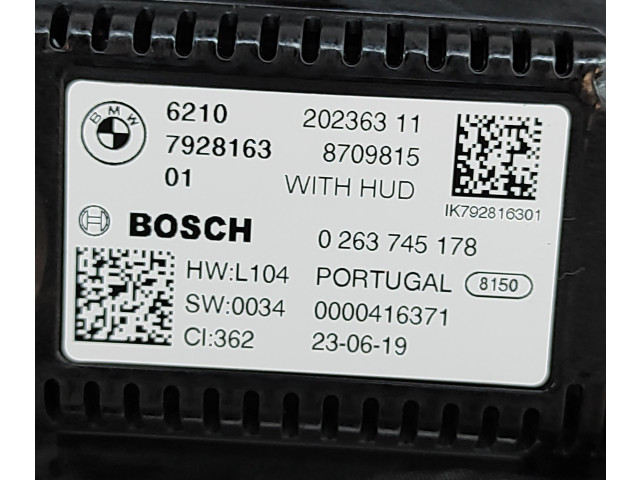 BMW
6210 202363 11
7928163 8709815
01 WITH HUD
IK792816301
BOSCH 0 263 745 178
HW:L104 PORTUGAL 8150
SW:0034 0000416371
CI:362 23-06-19